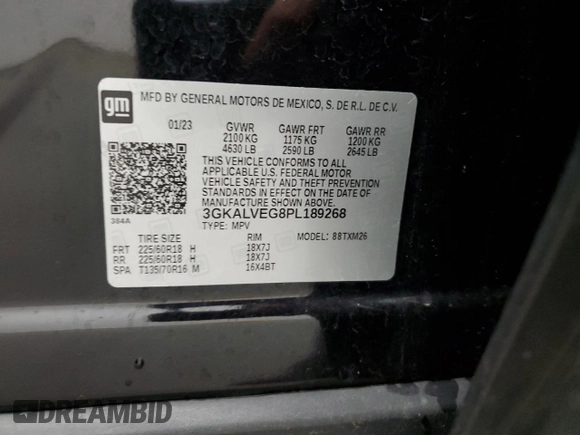 gm
MFD BY GENERAL MOTORS DE MEXICO, S. DE R.L. DE C.V.
01/23 GVWR GAWR FRT GAWR RR
2100 KG 1175 KG 1200 KG
4630 LB 2590 LB 2645 LB
THIS VEHICLE CONFORMS TO ALL
APPLICABLE U.S. FEDERAL MOTOR
VEHICLE SAFETY AND THEFT PREVENTION
STANDARDS IN EFFECT ON THE DATE OF
MANUFACTURE SHOWN ABOVE.
384A 3GKALVEG8PL189268
TYPE: MPV MODEL: 88TXM26
TIRE SIZE RIM
FRT 225/60R18 H 18X7J
RR 225/60R18 H 18X7J
SPA T135/70R16 M 16X4BT
DREAMBID